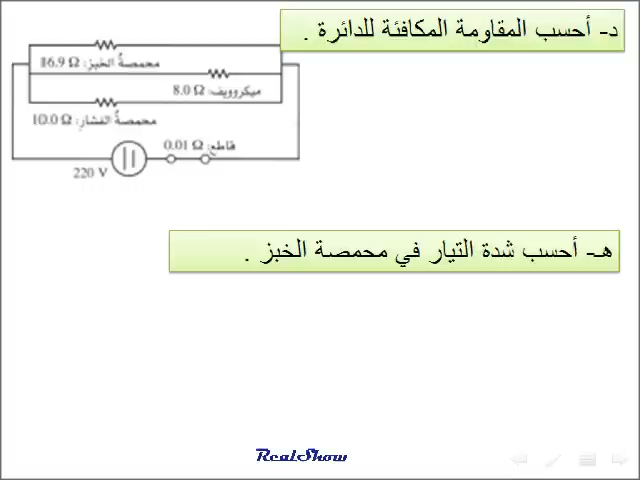 د- أحسب المقاومة المكافئة للدائرة .
محمصة الخبز: 16.9 Ω
ميكروويف: 8.0 Ω
محمصة الفشار: 10.0 Ω
قاطع: 0.01 Ω
220 V
هـ- أحسب شدة التيار في محمصة الخبز .
RealShow